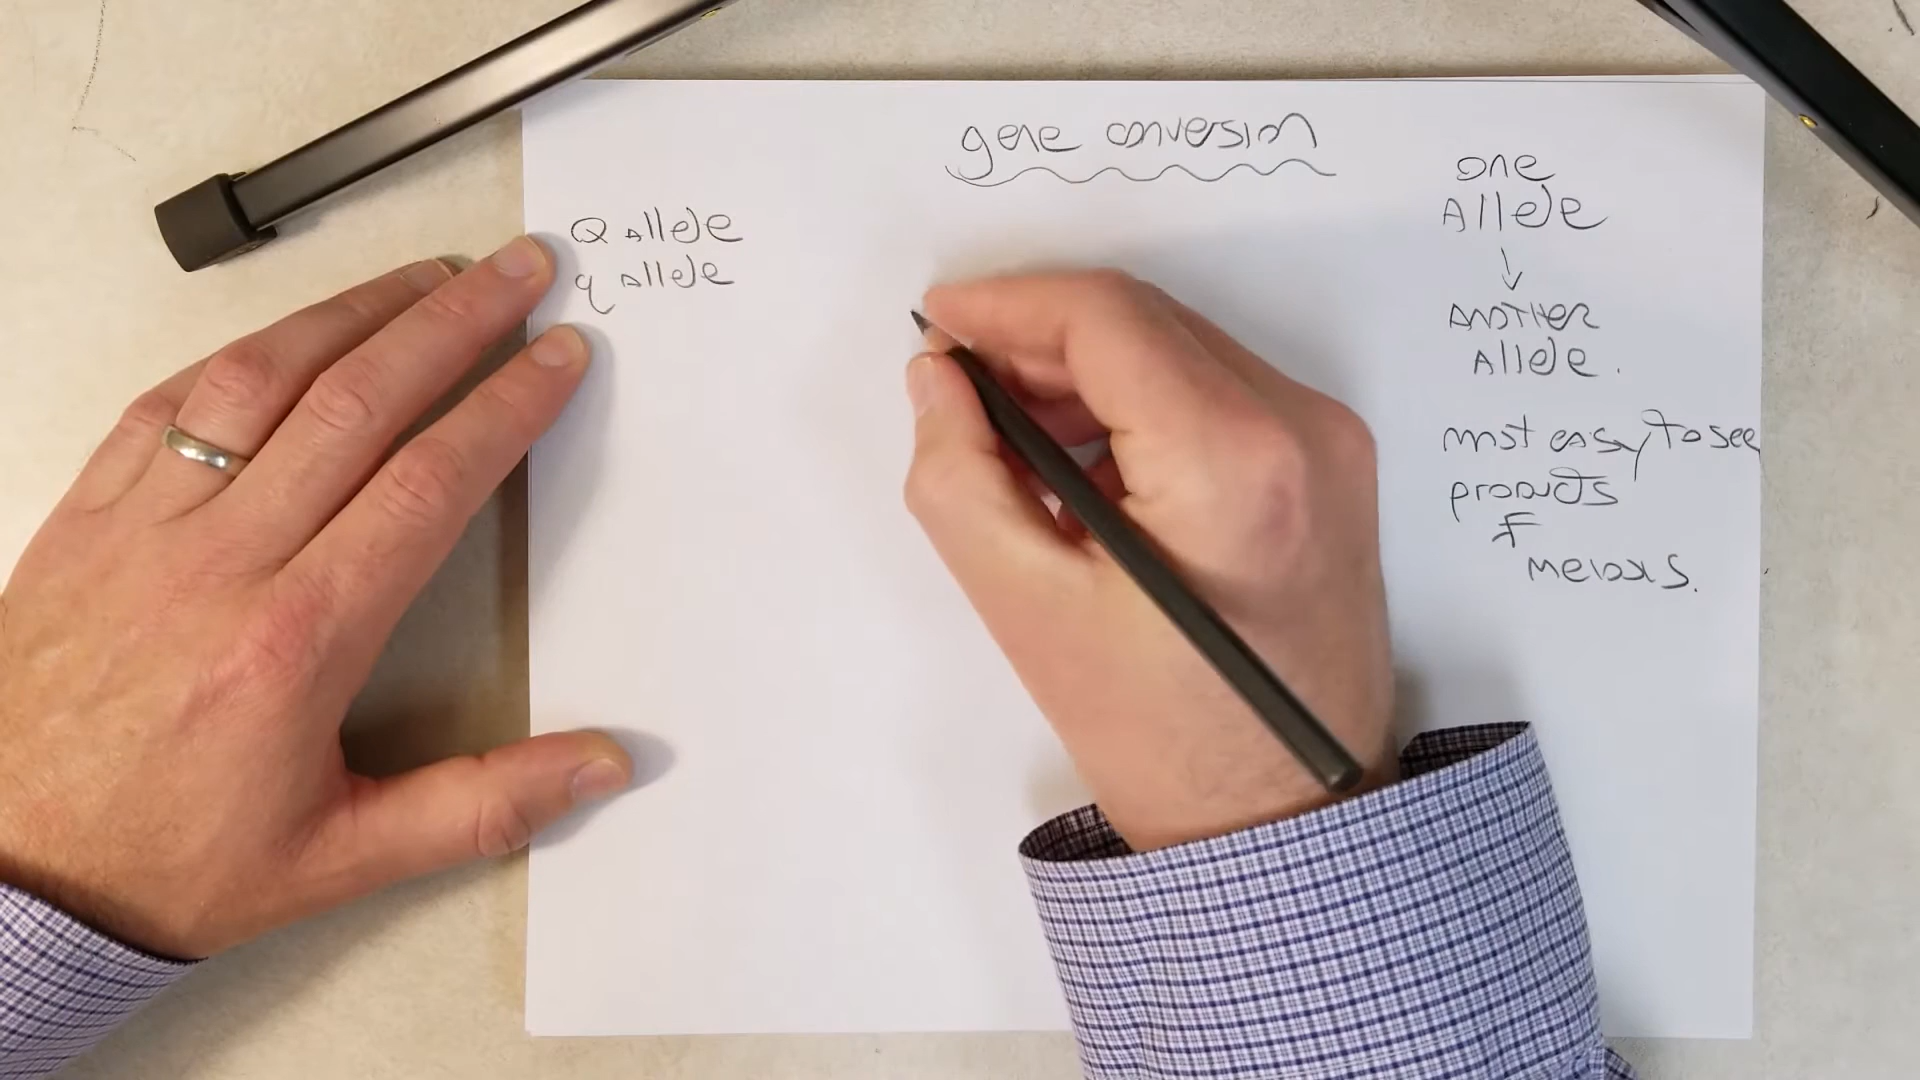 gene conversion
Q allele
q allele
one
Allele
↓
ANOTHER
Allele.
most easy to see
products
of
meiosis.